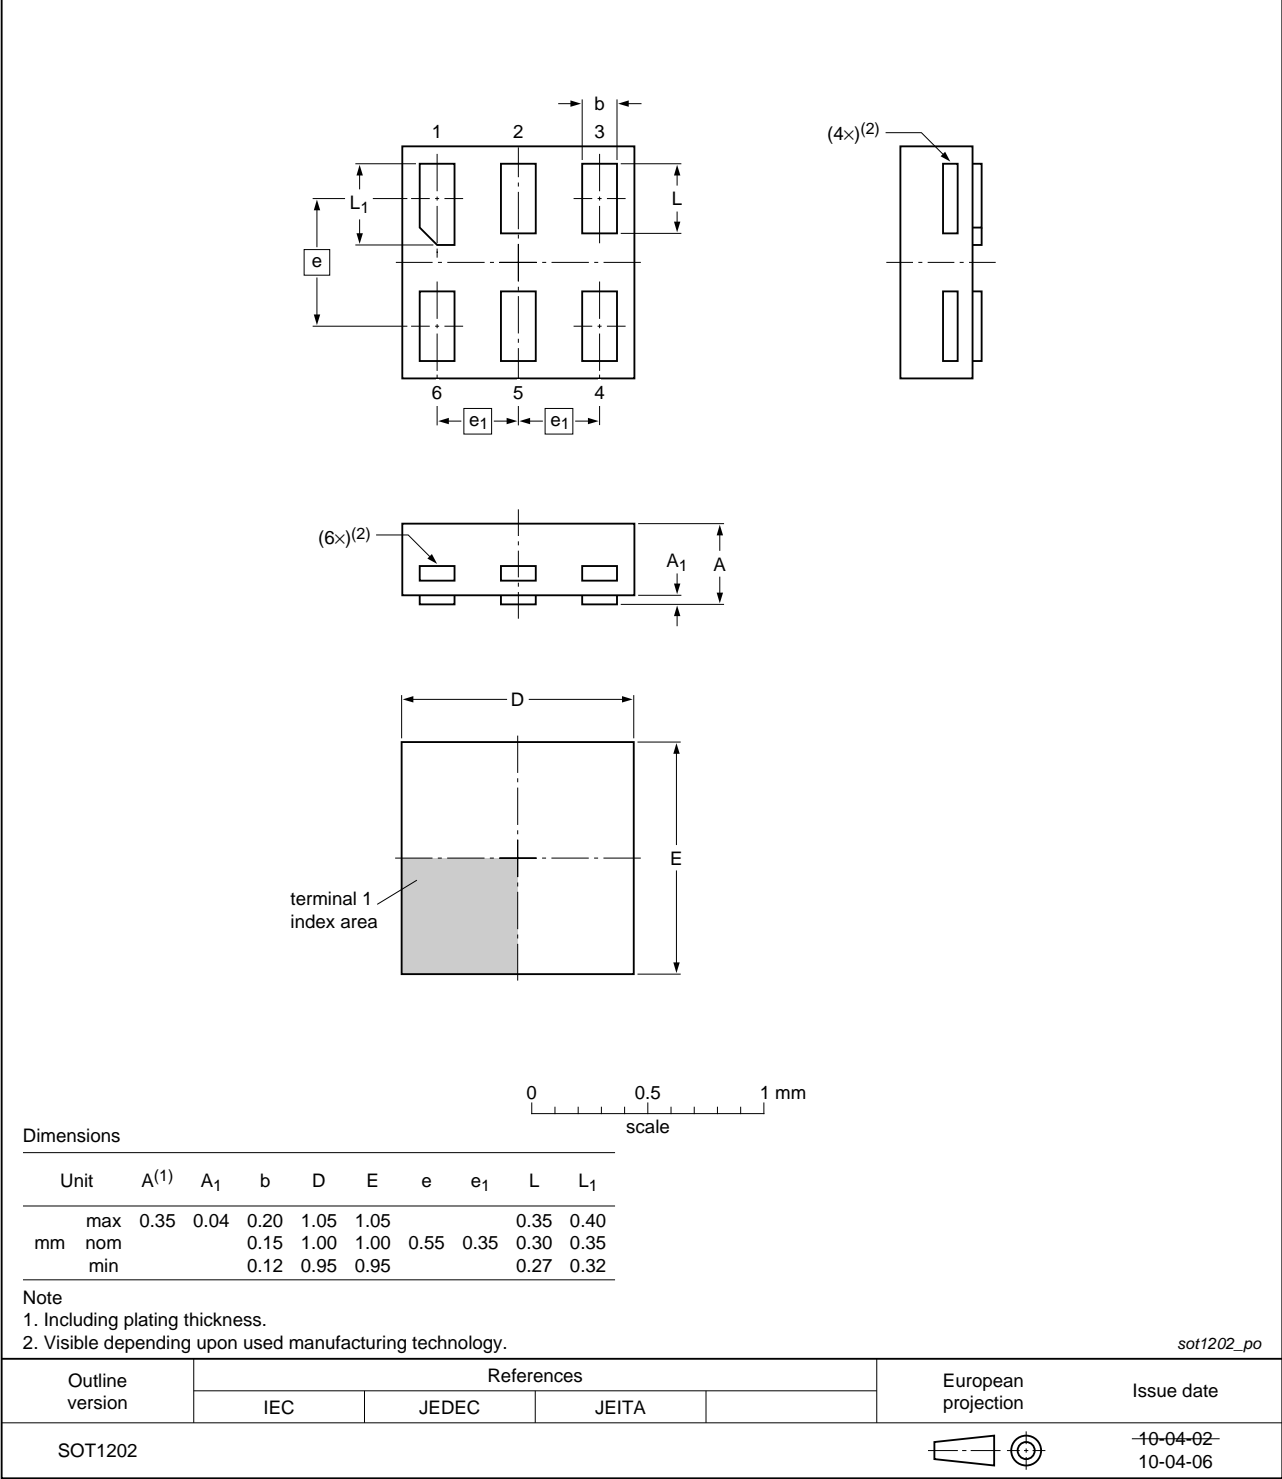 b
1 2 3
(4×)(2)
L1
L
e
6 5 4
e1 e1
(6×)(2)
A1 A
D
E
terminal 1
index area
0 0.5 1 mm
scale
Dimensions
Unit A(1) A1 b D E e e1 L L1
max 0.35 0.04 0.20 1.05 1.05 0.35 0.40
mm nom 0.15 1.00 1.00 0.55 0.35 0.30 0.35
min 0.12 0.95 0.95 0.27 0.32
Note
1. Including plating thickness.
2. Visible depending upon used manufacturing technology.
sot1202_po
Outline version References European projection Issue date
IEC JEDEC JEITA
SOT1202 10-04-02
10-04-06